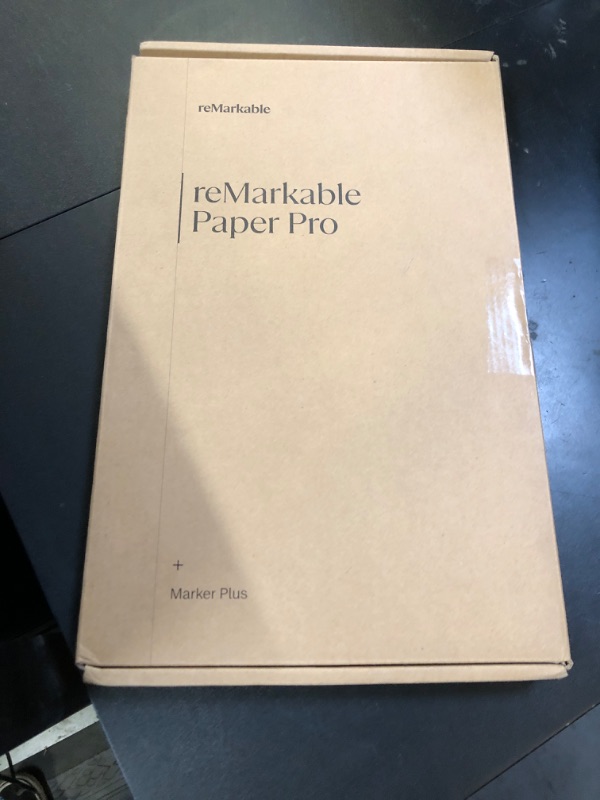 reMarkable
reMarkable
Paper Pro
+
Marker Plus